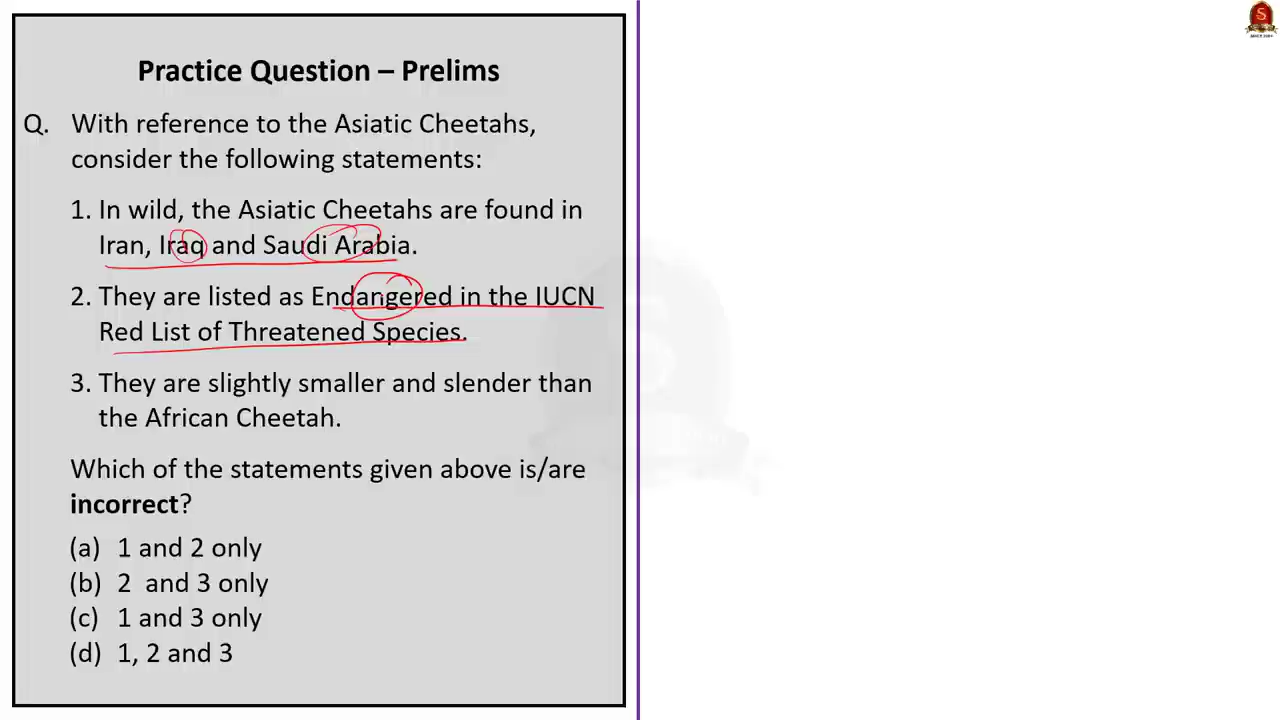 Practice Question – Prelims
Q. With reference to the Asiatic Cheetahs,
consider the following statements:
1. In wild, the Asiatic Cheetahs are found in
Iran, Iraq and Saudi Arabia.
2. They are listed as Endangered in the IUCN
Red List of Threatened Species.
3. They are slightly smaller and slender than
the African Cheetah.
Which of the statements given above is/are
incorrect?
(a) 1 and 2 only
(b) 2 and 3 only
(c) 1 and 3 only
(d) 1, 2 and 3
S